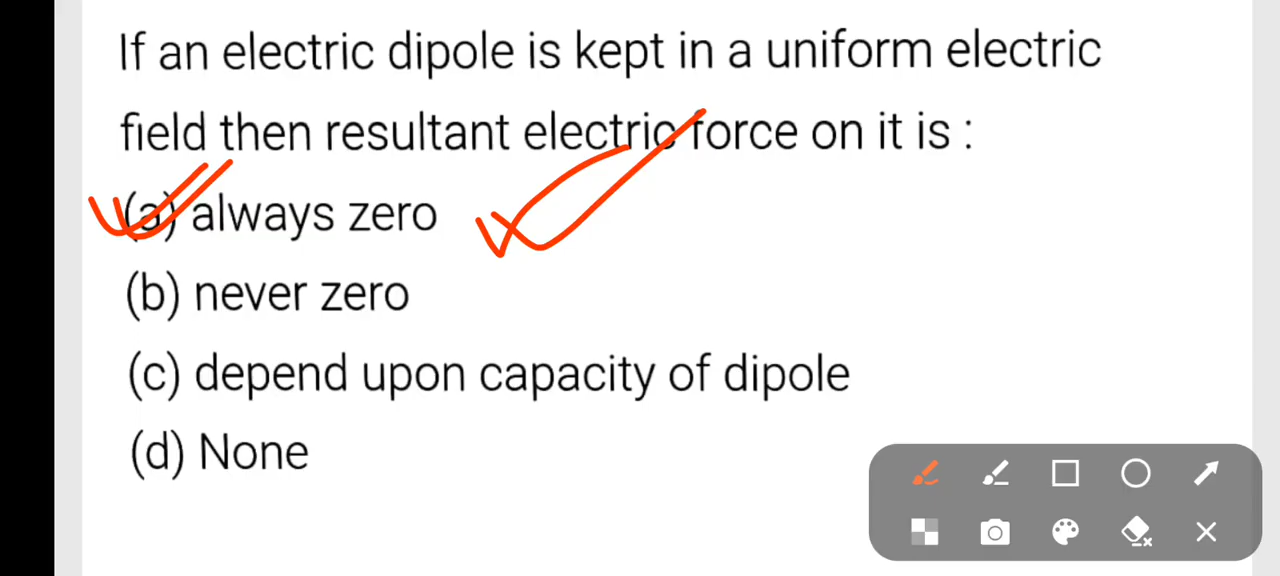 If an electric dipole is kept in a uniform electric
field then resultant electric force on it is :
(a) always zero
(b) never zero
(c) depend upon capacity of dipole
(d) None